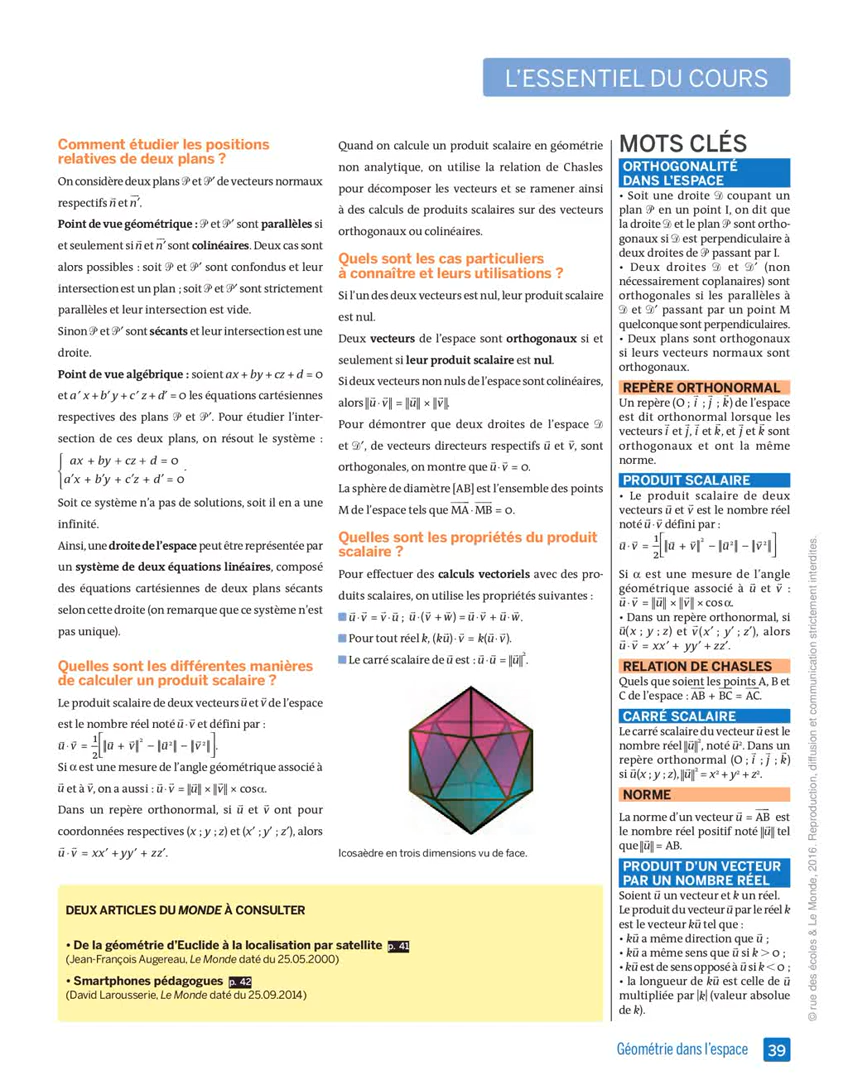 L'ESSENTIEL DU COURS
Comment étudier les positions
relatives de deux plans ?
On considère deux plans 𝒫 et 𝒫′ de vecteurs normaux
respectifs n⃗ et n⃗′.
Point de vue géométrique : 𝒫 et 𝒫′ sont parallèles si
et seulement si n⃗ et n⃗′ sont colinéaires. Deux cas sont
alors possibles : soit 𝒫 et 𝒫′ sont confondus et leur
intersection est un plan ; soit 𝒫 et 𝒫′ sont strictement
parallèles et leur intersection est vide.
Sinon 𝒫 et 𝒫′ sont sécants et leur intersection est une
droite.
Point de vue algébrique : soient ax + by + cz + d = 0
et a′ x + b′ y + c′ z + d′ = 0 les équations cartésiennes
respectives des plans 𝒫 et 𝒫′. Pour étudier l'inter-
section de ces deux plans, on résout le système :
{ ax + by + cz + d = 0
a′x + b′y + c′z + d′ = 0 .
Soit ce système n'a pas de solutions, soit il en a une
infinité.
Ainsi, une droite de l'espace peut être représentée par
un système de deux équations linéaires, composé
des équations cartésiennes de deux plans sécants
selon cette droite (on remarque que ce système n'est
pas unique).
Quelles sont les différentes manières
de calculer un produit scalaire ?
Le produit scalaire de deux vecteurs u⃗ et v⃗ de l'espace
est le nombre réel noté u⃗ · v⃗ et défini par :
u⃗ · v⃗ = 1/2[‖u⃗ + v⃗‖² − ‖u⃗²‖ − ‖v⃗²‖].
Si α est une mesure de l'angle géométrique associé à
u⃗ et à v⃗, on a aussi : u⃗ · v⃗ = ‖u⃗‖ × ‖v⃗‖ × cosα.
Dans un repère orthonormal, si u⃗ et v⃗ ont pour
coordonnées respectives (x ; y ; z) et (x′ ; y′ ; z′), alors
u⃗ · v⃗ = xx′ + yy′ + zz′.
Quand on calcule un produit scalaire en géométrie
non analytique, on utilise la relation de Chasles
pour décomposer les vecteurs et se ramener ainsi
à des calculs de produits scalaires sur des vecteurs
orthogonaux ou colinéaires.
Quels sont les cas particuliers
à connaître et leurs utilisations ?
Si l'un des deux vecteurs est nul, leur produit scalaire
est nul.
Deux vecteurs de l'espace sont orthogonaux si et
seulement si leur produit scalaire est nul.
Si deux vecteurs non nuls de l'espace sont colinéaires,
alors ‖u⃗ · v⃗‖ = ‖u⃗‖ × ‖v⃗‖.
Pour démontrer que deux droites de l'espace 𝒟
et 𝒟′, de vecteurs directeurs respectifs u⃗ et v⃗, sont
orthogonales, on montre que u⃗ · v⃗ = 0.
La sphère de diamètre [AB] est l'ensemble des points
M de l'espace tels que MA⃗ · MB⃗ = 0.
Quelles sont les propriétés du produit
scalaire ?
Pour effectuer des calculs vectoriels avec des pro-
duits scalaires, on utilise les propriétés suivantes :
■ u⃗ · v⃗ = v⃗ · u⃗ ; u⃗ · (v⃗ + w⃗) = u⃗ · v⃗ + u⃗ · w⃗.
■ Pour tout réel k, (ku⃗) · v⃗ = k(u⃗ · v⃗).
■ Le carré scalaire de u⃗ est : u⃗ · u⃗ = ‖u⃗‖².
Icosaèdre en trois dimensions vu de face.
DEUX ARTICLES DU MONDE À CONSULTER
• De la géométrie d'Euclide à la localisation par satellite p. 41
(Jean-François Augereau, Le Monde daté du 25.05.2000)
• Smartphones pédagogues p. 42
(David Larousserie, Le Monde daté du 25.09.2014)
MOTS CLÉS
ORTHOGONALITÉ
DANS L'ESPACE
• Soit une droite 𝒟 coupant un
plan 𝒫 en un point I, on dit que
la droite 𝒟 et le plan 𝒫 sont ortho-
gonaux si 𝒟 est perpendiculaire à
deux droites de 𝒫 passant par I.
• Deux droites 𝒟 et 𝒟′ (non
nécessairement coplanaires) sont
orthogonales si les parallèles à
𝒟 et 𝒟′ passant par un point M
quelconque sont perpendiculaires.
• Deux plans sont orthogonaux
si leurs vecteurs normaux sont
orthogonaux.
REPÈRE ORTHONORMAL
Un repère (O ; i⃗ ; j⃗ ; k⃗) de l'espace
est dit orthonormal lorsque les
vecteurs i⃗ et j⃗, i⃗ et k⃗, et j⃗ et k⃗ sont
orthogonaux et ont la même
norme.
PRODUIT SCALAIRE
• Le produit scalaire de deux
vecteurs u⃗ et v⃗ est le nombre réel
noté u⃗ · v⃗ défini par :
u⃗ · v⃗ = 1/2[‖u⃗ + v⃗‖² − ‖u⃗²‖ − ‖v⃗²‖]
Si α est une mesure de l'angle
géométrique associé à u⃗ et v⃗ :
u⃗ · v⃗ = ‖u⃗‖ × ‖v⃗‖ × cosα.
• Dans un repère orthonormal, si
u⃗(x ; y ; z) et v⃗(x′ ; y′ ; z′), alors
u⃗ · v⃗ = xx′ + yy′ + zz′.
RELATION DE CHASLES
Quels que soient les points A, B et
C de l'espace : AB⃗ + BC⃗ = AC⃗.
CARRÉ SCALAIRE
Le carré scalaire du vecteur u⃗ est le
nombre réel ‖u⃗‖², noté u⃗². Dans un
repère orthonormal (O ; i⃗ ; j⃗ ; k⃗)
si u⃗(x ; y ; z), ‖u⃗‖² = x² + y² + z².
NORME
La norme d'un vecteur u⃗ = AB⃗ est
le nombre réel positif noté ‖u⃗‖ tel
que ‖u⃗‖ = AB.
PRODUIT D'UN VECTEUR
PAR UN NOMBRE RÉEL
Soient u⃗ un vecteur et k un réel.
Le produit du vecteur u⃗ par le réel k
est le vecteur ku⃗ tel que :
• ku⃗ a même direction que u⃗ ;
• ku⃗ a même sens que u⃗ si k > 0 ;
• ku⃗ est de sens opposé à u⃗ si k < 0 ;
• la longueur de ku⃗ est celle de u⃗
multipliée par |k| (valeur absolue
de k).
© rue des écoles & Le Monde, 2016. Reproduction, diffusion et communication strictement interdites.
Géométrie dans l'espace 39